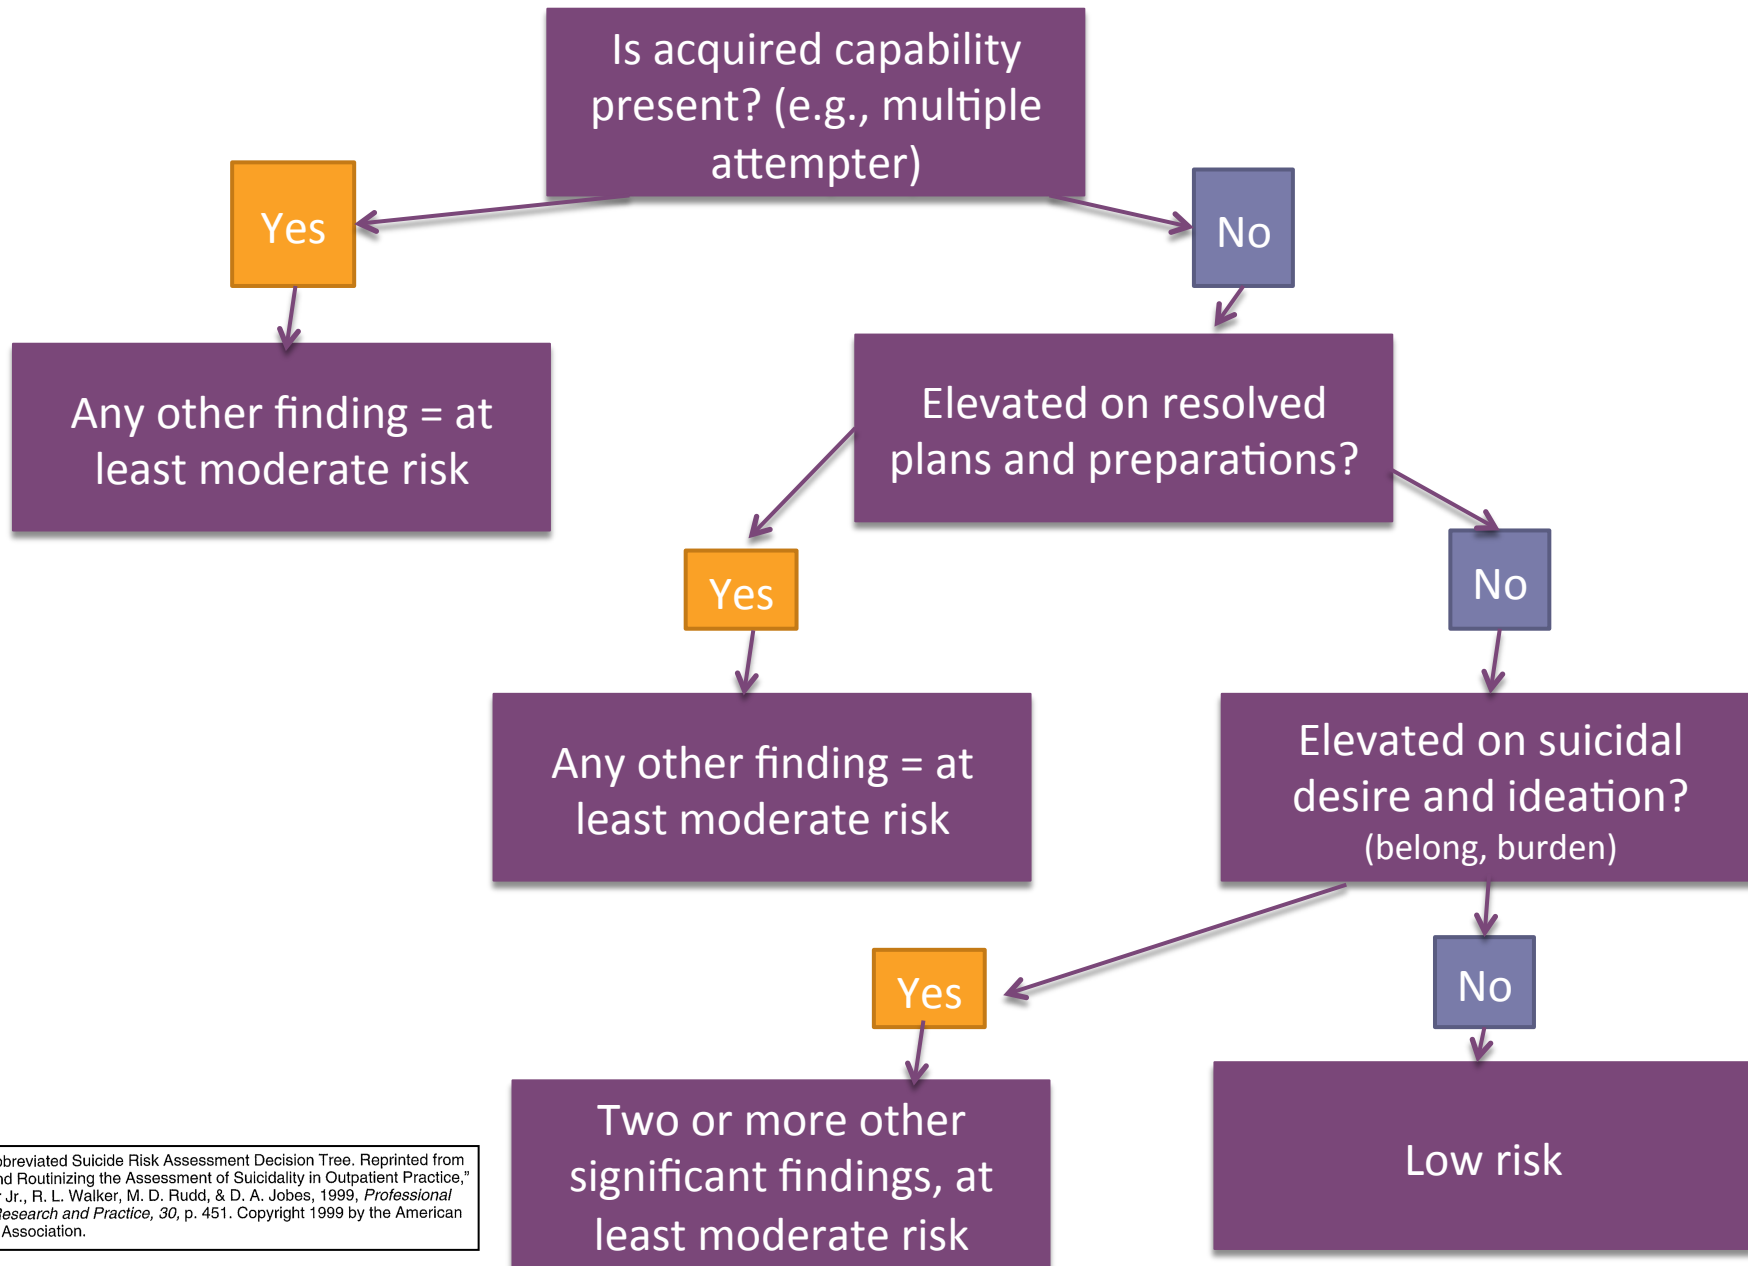 Is acquired capability
present? (e.g., multiple
attempter)
Yes
No
Any other finding = at
least moderate risk
Elevated on resolved
plans and preparations?
Yes
No
Any other finding = at
least moderate risk
Elevated on suicidal
desire and ideation?
(belong, burden)
Yes
No
Two or more other
significant findings, at
least moderate risk
Low risk
bbreviated Suicide Risk Assessment Decision Tree. Reprinted from
nd Routinizing the Assessment of Suicidality in Outpatient Practice,”
r Jr., R. L. Walker, M. D. Rudd, & D. A. Jobes, 1999, Professional
Research and Practice, 30, p. 451. Copyright 1999 by the American
Association.